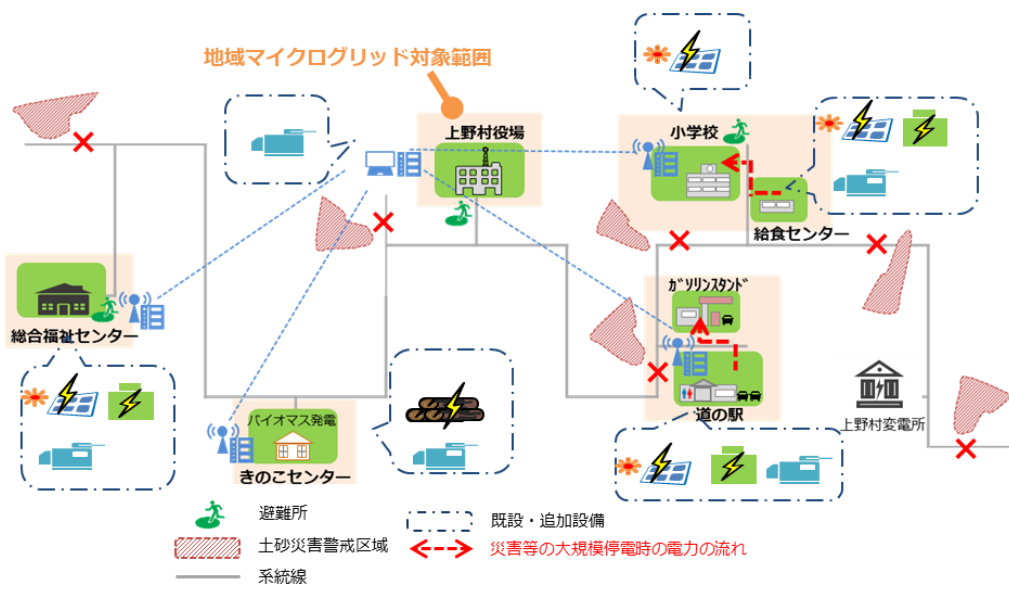 地域マイクログリッド対象範囲
上野村役場
小学校
給食センター
ガソリンスタンド
総合福祉センター
道の駅
上野村変電所
バイオマス発電
きのこセンター
避難所
既設・追加設備
土砂災害警戒区域
災害等の大規模停電時の電力の流れ
系統線